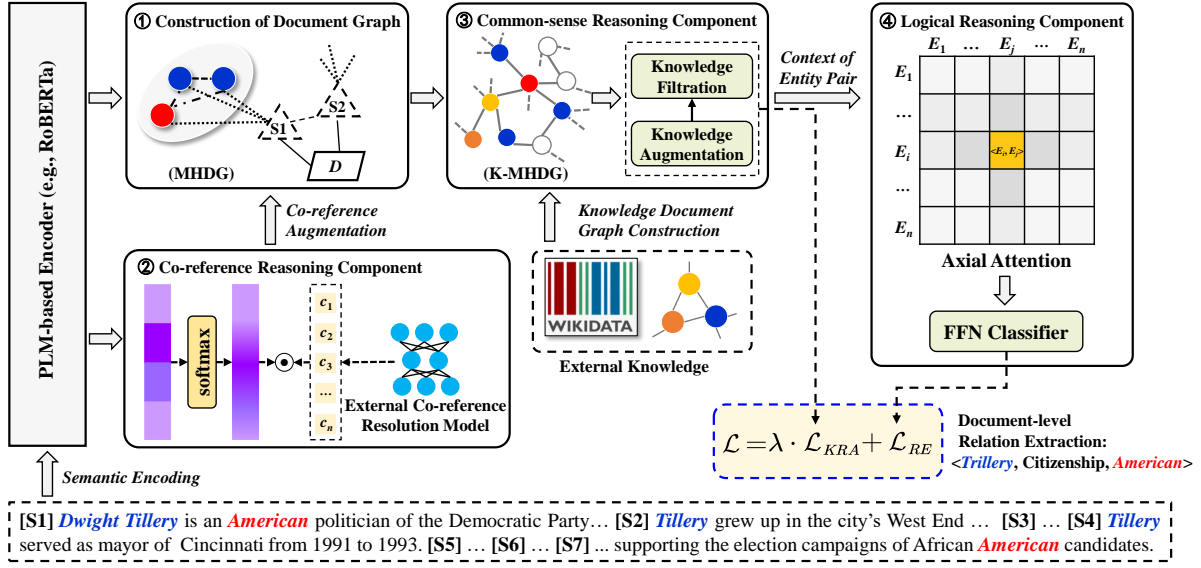 PLM-based Encoder (e.g., RoBERTa)
① Construction of Document Graph
S1
S2
D
(MHDG)
Co-reference
Augmentation
② Co-reference Reasoning Component
softmax
c1
c2
c3
...
cn
External Co-reference
Resolution Model
③ Common-sense Reasoning Component
Knowledge
Filtration
Knowledge
Augmentation
(K-MHDG)
Knowledge Document
Graph Construction
WIKIDATA
External Knowledge
Context of
Entity Pair
④ Logical Reasoning Component
E1 ... Ej ... En
E1
...
Ei
<Ei, Ej>
...
En
Axial Attention
FFN Classifier
ℒ = λ · ℒKRA + ℒRE
Document-level
Relation Extraction:
<Trillery, Citizenship, American>
Semantic Encoding
[S1] Dwight Tillery is an American politician of the Democratic Party… [S2] Tillery grew up in the city's West End … [S3] … [S4] Tillery
served as mayor of Cincinnati from 1991 to 1993. [S5] … [S6] … [S7] ... supporting the election campaigns of African American candidates.